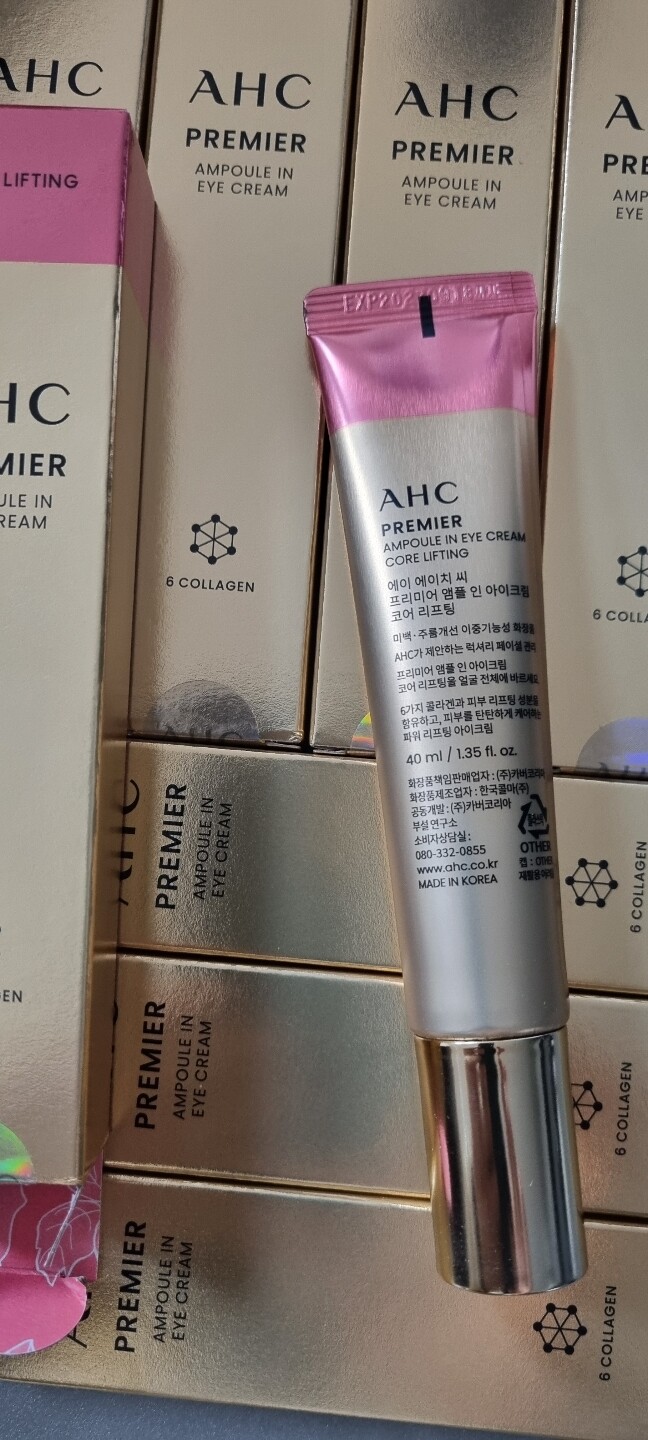 AHC
AHC
PREMIER
AMPOULE IN
EYE CREAM
6 COLLAGEN
AHC
PREMIER
AMPOULE IN
EYE CREAM
A
PRE
AMP
EYE
6 COLLA
LIFTING
HC
MIER
ULE IN
REAM
GEN
AHC
PREMIER
AMPOULE IN EYE CREAM
CORE LIFTING
에이 에이치 씨
프리미어 앰플 인 아이크림
코어 리프팅
미백·주름개선 이중기능성 화장품
AHC가 제안하는 럭셔리 페이셜 관리
프리미어 앰플 인 아이크림
코어 리프팅을 얼굴 전체에 바르세요
6가지 콜라겐과 피부 리프팅 성분을
함유하고, 피부를 탄탄하게 케어하는
파워 리프팅 아이크림
40 ml / 1.35 fl. oz.
화장품책임판매업자 : (주)카버코리아
화장품제조업자 : 한국콜마(주)
공동개발 : (주)카버코리아
부설 연구소
소비자상담실 :
080-332-0855
www.ahc.co.kr
MADE IN KOREA
OTHER
캡 : OTHER
AHC
PREMIER
AMPOULE IN
EYE CREAM
6 COLLAGEN
PREMIER
AMPOULE IN
EYE CREAM
6 COLLAGEN
PREMIER
AMPOULE IN
EYE CREAM
6 COLLAGEN